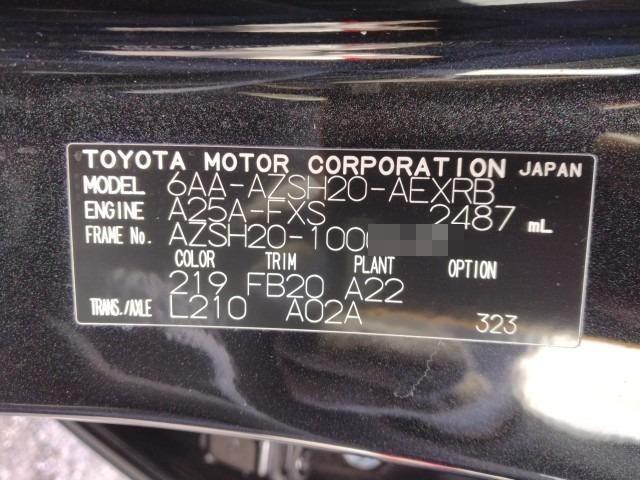 TOYOTA MOTOR CORPORATION JAPAN
MODEL 6AA-AZSH20-AEXRB
ENGINE A25A-FXS 2487 mL
FRAME No. AZSH20-100
COLOR TRIM PLANT OPTION
219 FB20 A22
TRANS./AXLE L210 A02A 323